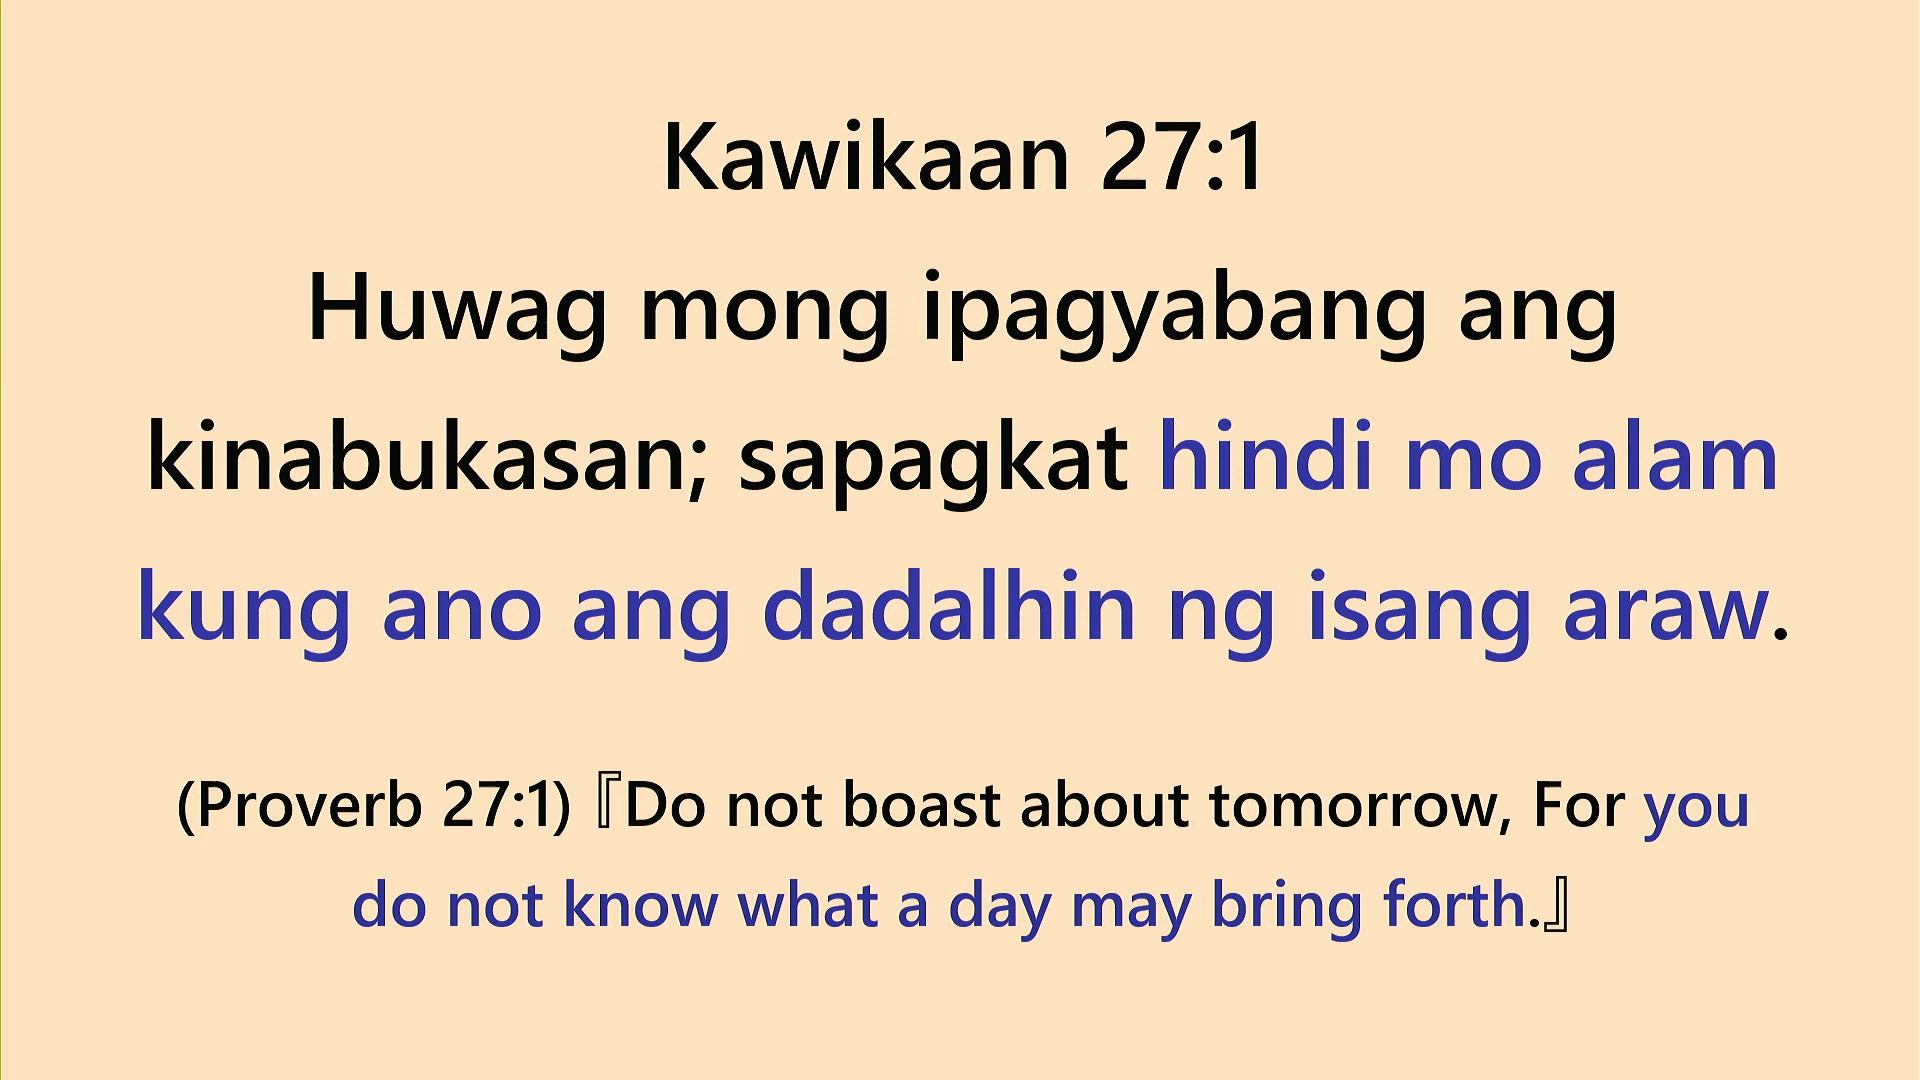 Kawikaan 27:1
Huwag mong ipagyabang ang
kinabukasan; sapagkat hindi mo alam
kung ano ang dadalhin ng isang araw.
(Proverb 27:1)『Do not boast about tomorrow, For you
do not know what a day may bring forth.』